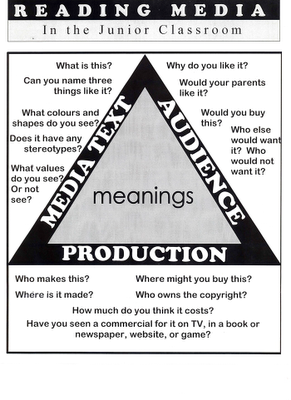 READING MEDIA
In the Junior Classroom
What is this?
Can you name three
things like it?
What colours and
shapes do you see?
Does it have any
stereotypes?
What values
do you see?
Or not
see?
Why do you like it?
Would your parents
like it?
Would you buy
this?
Who else
would want
it? Who
would not
want it?
MEDIA TEXT
AUDIENCE
meanings
PRODUCTION
Who makes this?
Where might you buy this?
Where is it made?
Who owns the copyright?
How much do you think it costs?
Have you seen a commercial for it on TV, in a book or
newspaper, website, or game?